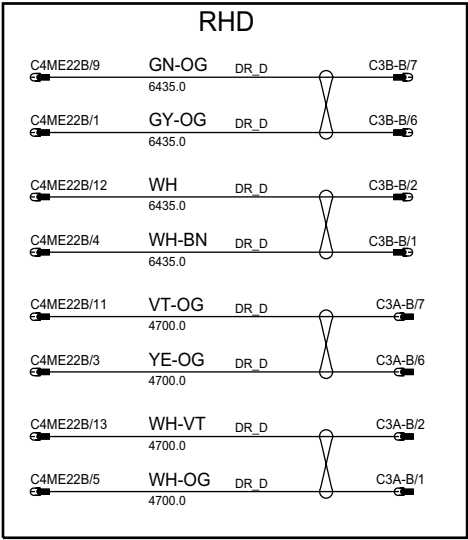 RHD
C4ME22B/9 GN-OG DR_D C3B-B/7
6435.0
C4ME22B/1 GY-OG DR_D C3B-B/6
6435.0
C4ME22B/12 WH DR_D C3B-B/2
6435.0
C4ME22B/4 WH-BN DR_D C3B-B/1
6435.0
C4ME22B/11 VT-OG DR_D C3A-B/7
4700.0
C4ME22B/3 YE-OG DR_D C3A-B/6
4700.0
C4ME22B/13 WH-VT DR_D C3A-B/2
4700.0
C4ME22B/5 WH-OG DR_D C3A-B/1
4700.0